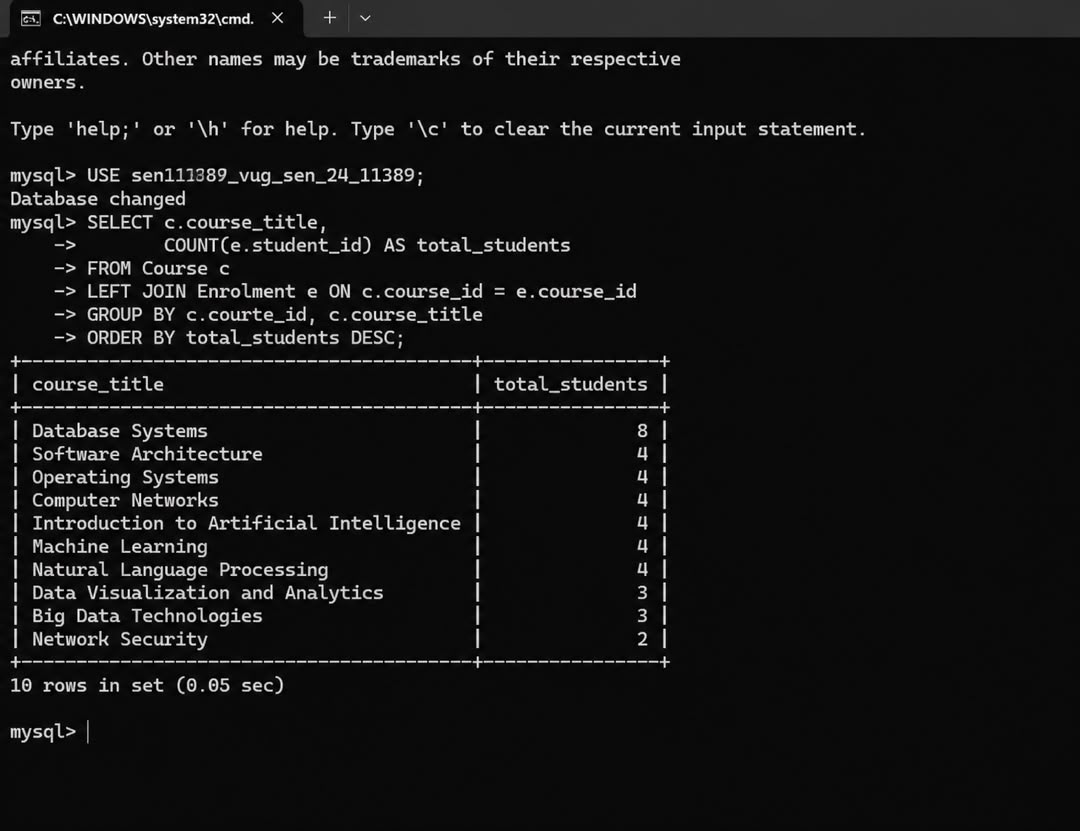 C:\WINDOWS\system32\cmd.
affiliates. Other names may be trademarks of their respective
owners.
Type 'help;' or '\h' for help. Type '\c' to clear the current input statement.
mysql> USE
Database changed
mysql> SELECT c.course_title,
    ->        COUNT(e.student_id) AS total_students
    -> FROM Course c
    -> LEFT JOIN Enrolment e ON c.course_id = e.course_id
    -> GROUP BY c.courte_id, c.course_title
    -> ORDER BY total_students DESC;
+-----------------------------------------+----------------+
| course_title                            | total_students |
+-----------------------------------------+----------------+
| Database Systems                        |              8 |
| Software Architecture                   |              4 |
| Operating Systems                       |              4 |
| Computer Networks                       |              4 |
| Introduction to Artificial Intelligence |              4 |
| Machine Learning                        |              4 |
| Natural Language Processing             |              4 |
| Data Visualization and Analytics        |              3 |
| Big Data Technologies                   |              3 |
| Network Security                        |              2 |
+-----------------------------------------+----------------+
10 rows in set (0.05 sec)
mysql>